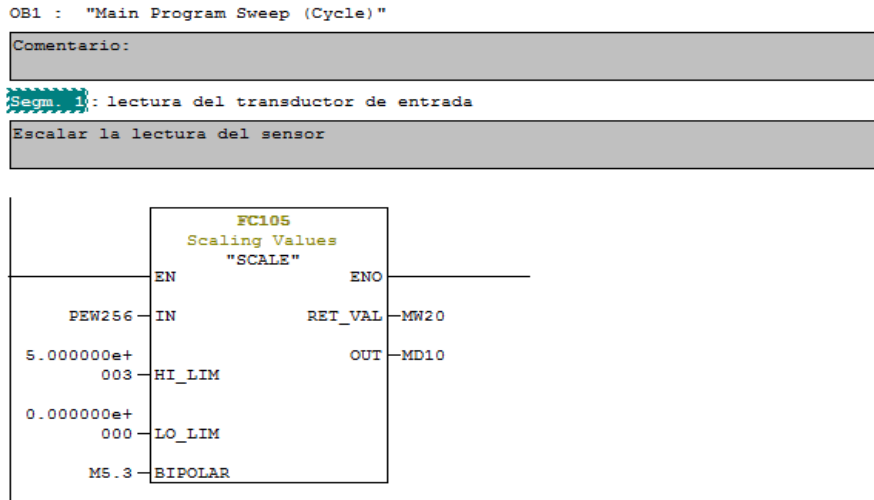 OB1 : "Main Program Sweep (Cycle)"
Comentario:
Segm. 1: lectura del transductor de entrada
Escalar la lectura del sensor
FC105
Scaling Values
"SCALE"
EN ENO
PEW256 IN RET_VAL MW20
5.000000e+ OUT MD10
003 HI_LIM
0.000000e+
000 LO_LIM
M5.3 BIPOLAR